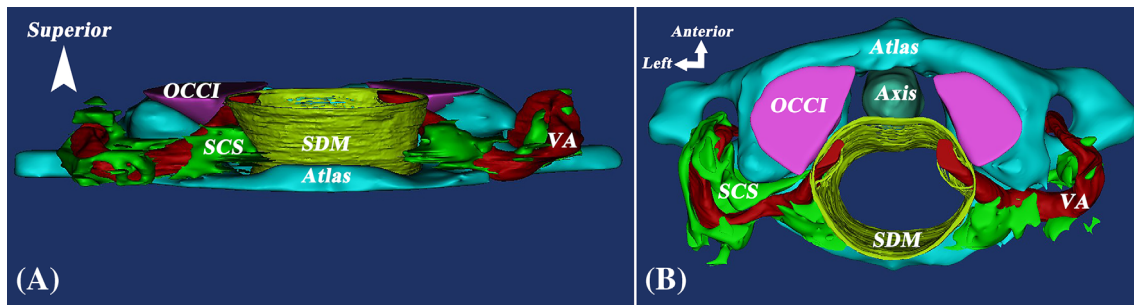 Superior
OCCI
SCS
SDM
VA
Atlas
(A)
Anterior
Left
Atlas
OCCI
Axis
SCS
VA
SDM
(B)